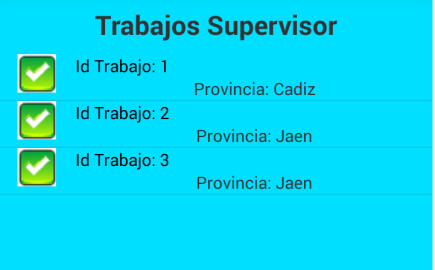 Trabajos Supervisor
Id Trabajo: 1
Provincia: Cadiz
Id Trabajo: 2
Provincia: Jaen
Id Trabajo: 3
Provincia: Jaen